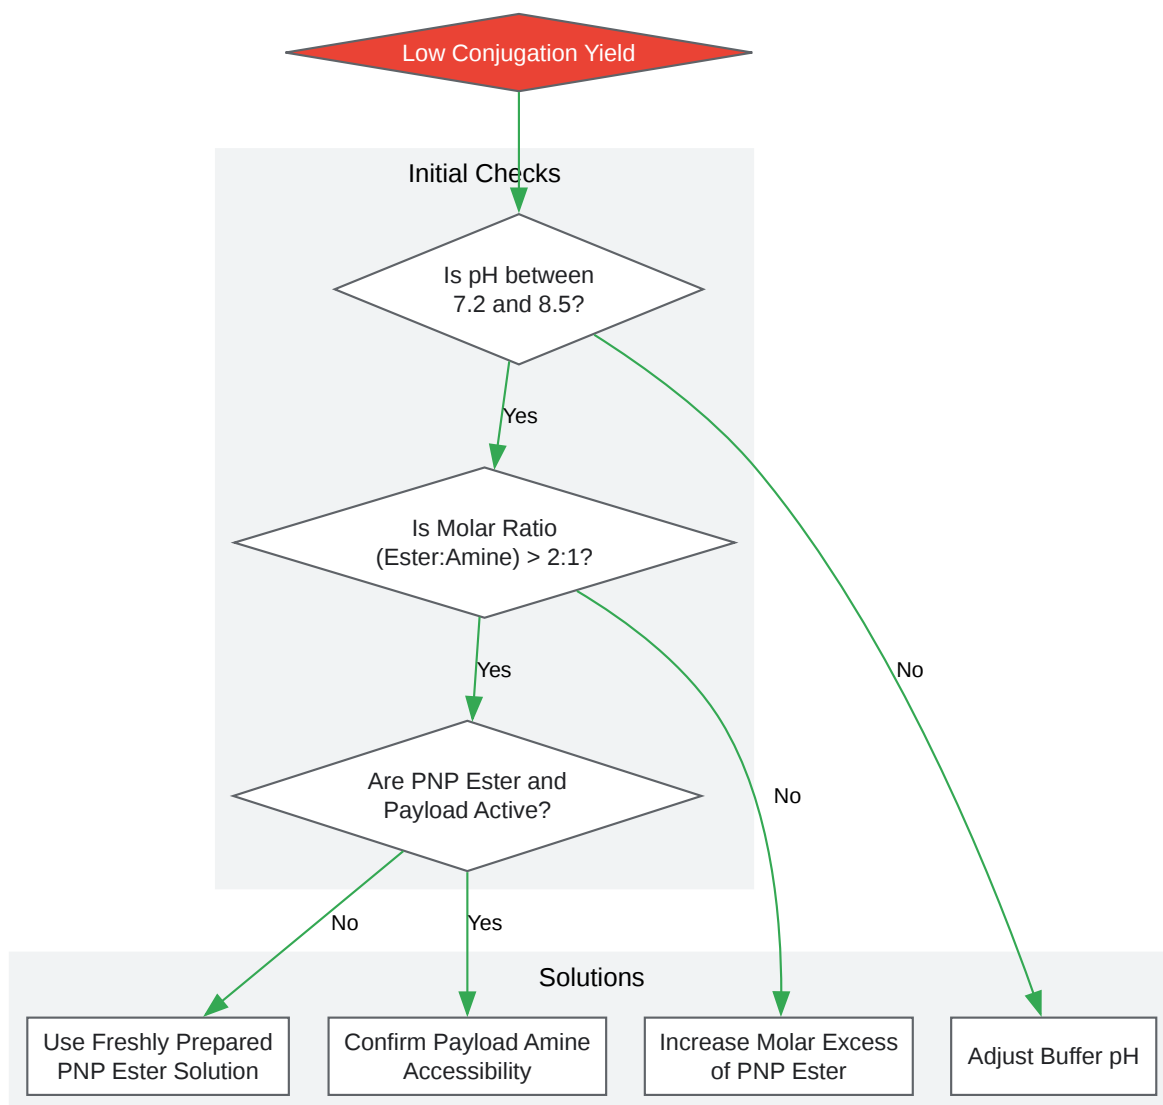 Low Conjugation Yield
Initial Checks
Is pH between
7.2 and 8.5?
Yes
Is Molar Ratio
(Ester:Amine) > 2:1?
Yes
No
Are PNP Ester and
Payload Active?
No
No
Yes
Solutions
Use Freshly Prepared
PNP Ester Solution
Confirm Payload Amine
Accessibility
Increase Molar Excess
of PNP Ester
Adjust Buffer pH